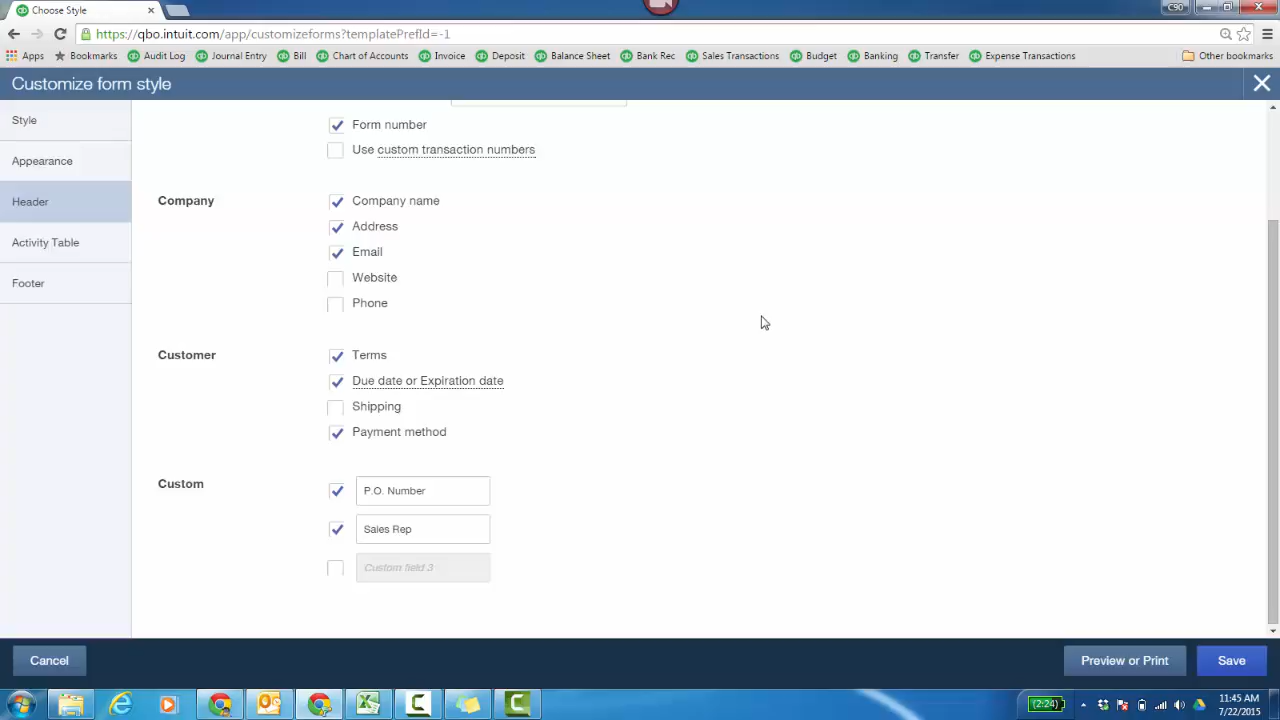 Choose Style
C90
https://qbo.intuit.com/app/customizeforms?templatePrefId=-1
Apps Bookmarks Audit Log Journal Entry Bill Chart of Accounts Invoice Deposit Balance Sheet Bank Rec Sales Transactions Budget Banking Transfer Expense Transactions Other bookmarks
Customize form style
Style
Appearance
Header
Activity Table
Footer
Form number
Use custom transaction numbers
Company
Company name
Address
Email
Website
Phone
Customer
Terms
Due date or Expiration date
Shipping
Payment method
Custom
P.O. Number
Sales Rep
Custom field 3
Cancel
Preview or Print
Save
(2:24)
11:45 AM
7/22/2015